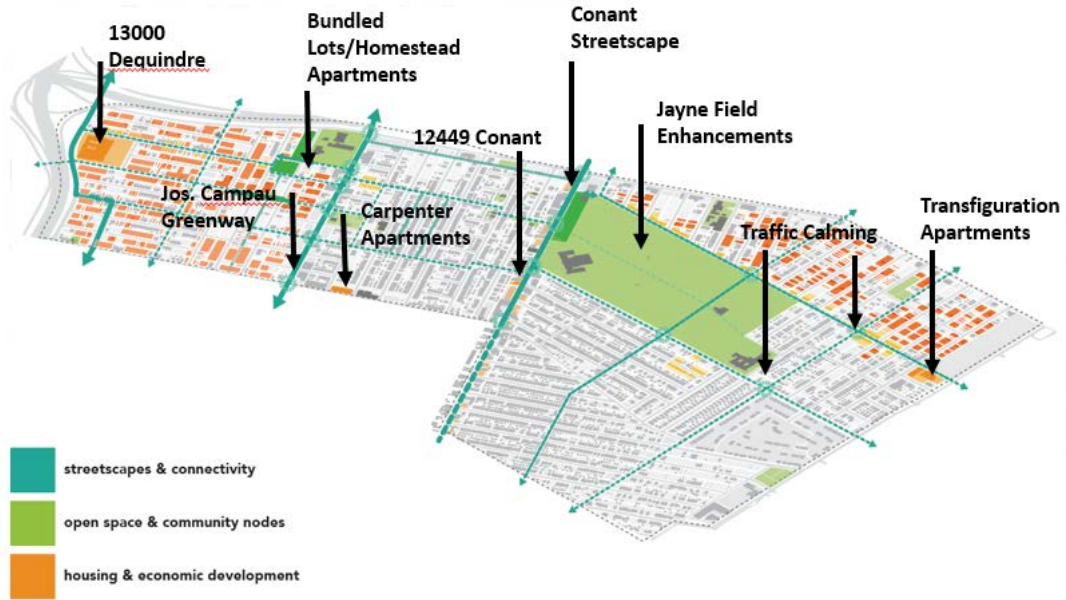 13000
Dequindre
Bundled
Lots/Homestead
Apartments
Conant
Streetscape
12449 Conant
Jayne Field
Enhancements
Jos. Campau
Greenway
Carpenter
Apartments
Traffic Calming
Transfiguration
Apartments
streetscapes & connectivity
open space & community nodes
housing & economic development